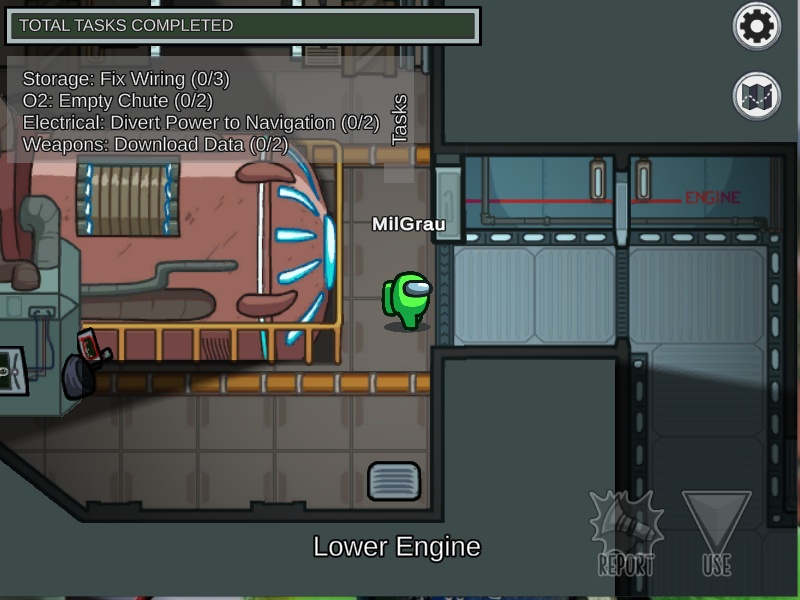 TOTAL TASKS COMPLETED
Storage: Fix Wiring (0/3)
O2: Empty Chute (0/2)
Electrical: Divert Power to Navigation (0/2)
Weapons: Download Data (0/2)
Tasks
MilGrau
ENGINE
Lower Engine
REPORT
USE